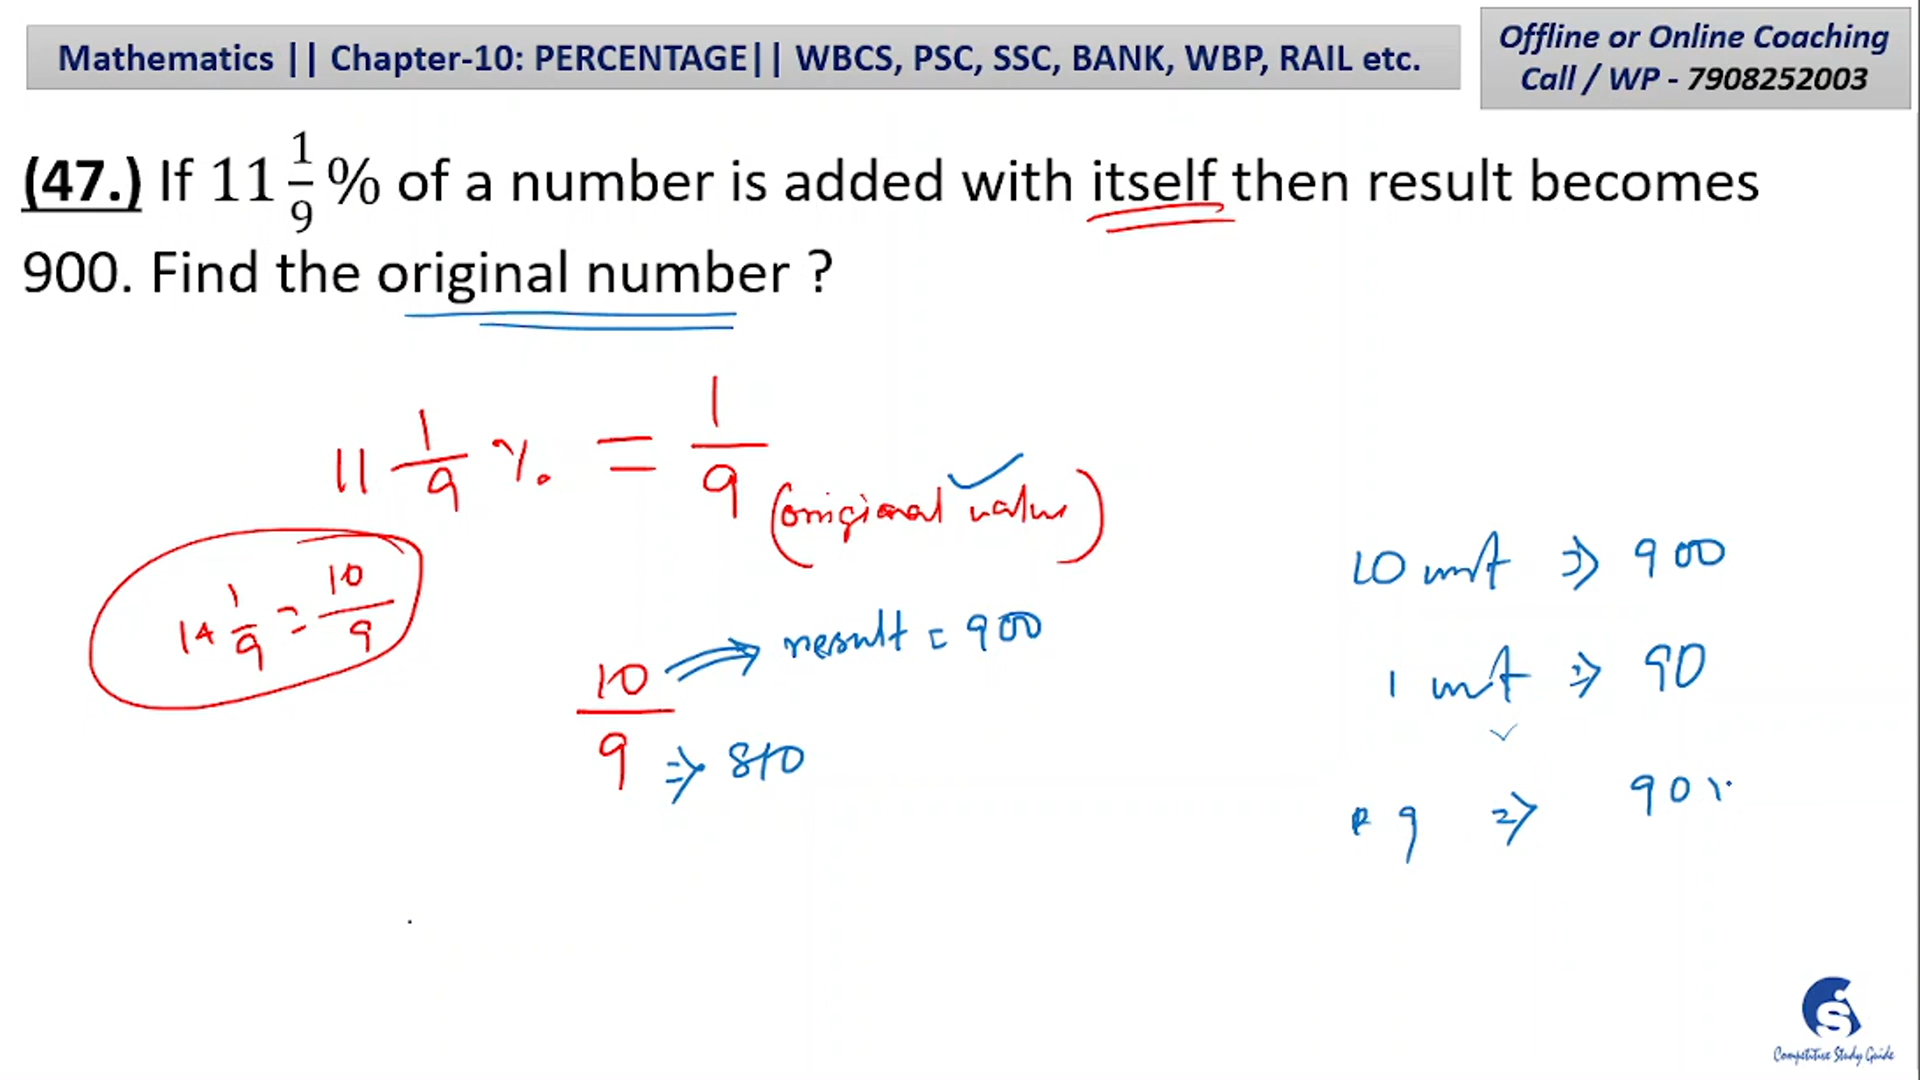 Mathematics || Chapter-10: PERCENTAGE|| WBCS, PSC, SSC, BANK, WBP, RAIL etc.
Offline or Online Coaching
Call / WP - 7908252003
(47.) If 11 1/9 % of a number is added with itself then result becomes
900. Find the original number ?
11 1/9 % = 1/9 (original value)
1+ 1/9 = 10/9
10/9 ⇒ result = 900
⇒ 810
10 unit ⇒ 900
1 unit ⇒ 90
9 ⇒ 90 ×
Competitive Study Guide